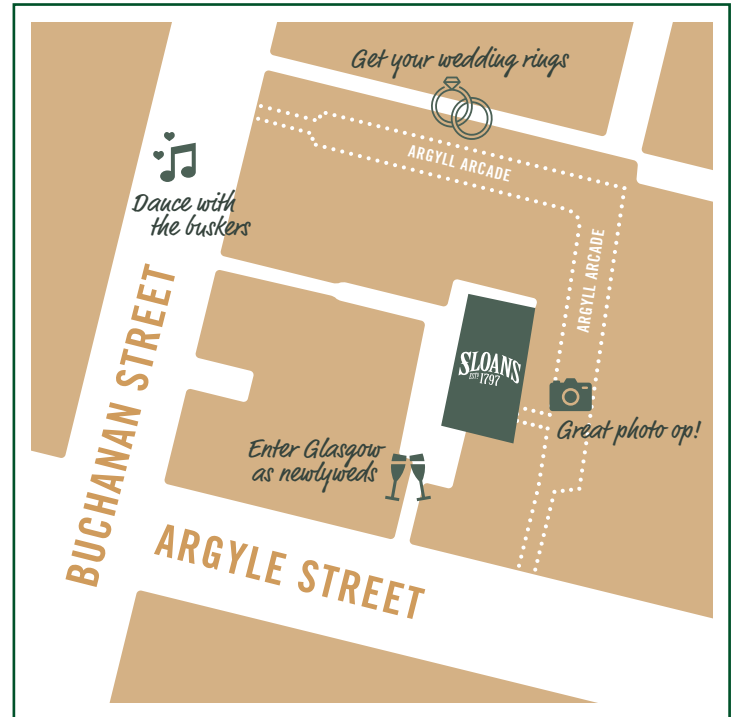 Get your wedding rings
ARGYLL ARCADE
Dance with
the buskers
ARGYLL ARCADE
BUCHANAN STREET
SLOANS
ESTD 1797
Great photo op!
Enter Glasgow
as newlyweds
ARGYLE STREET